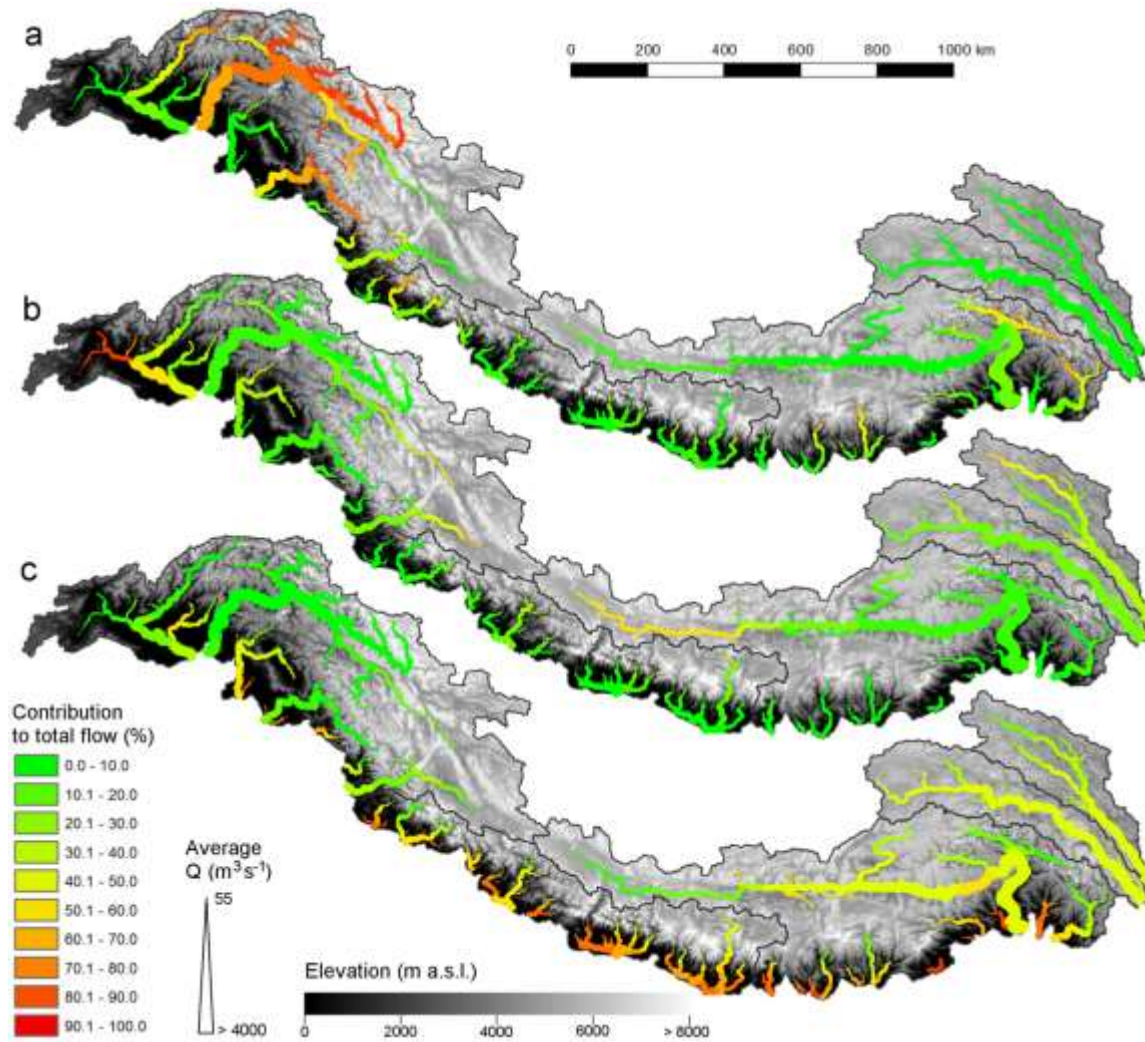 a
0 200 400 600 800 1000 km
b
c
Contribution
to total flow (%)
0.0 - 10.0
10.1 - 20.0
20.1 - 30.0
30.1 - 40.0
40.1 - 50.0
50.1 - 60.0
60.1 - 70.0
70.1 - 80.0
80.1 - 90.0
90.1 - 100.0
Average
Q (m³s⁻¹)
55
> 4000
Elevation (m a.s.l.)
0 2000 4000 6000 > 8000